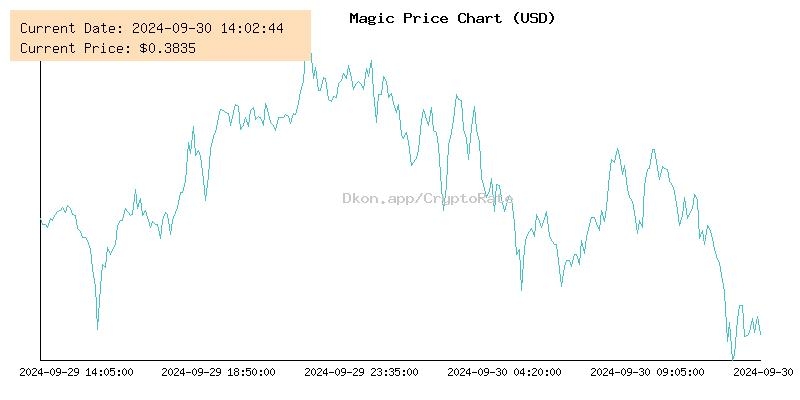 Magic Price Chart (USD)
Current Date: 2024-09-30 14:02:44
Current Price: $0.3835
Dkon.app/CryptoRate
2024-09-29 14:05:00 2024-09-29 18:50:00 2024-09-29 23:35:00 2024-09-30 04:20:00 2024-09-30 09:05:00 2024-09-30